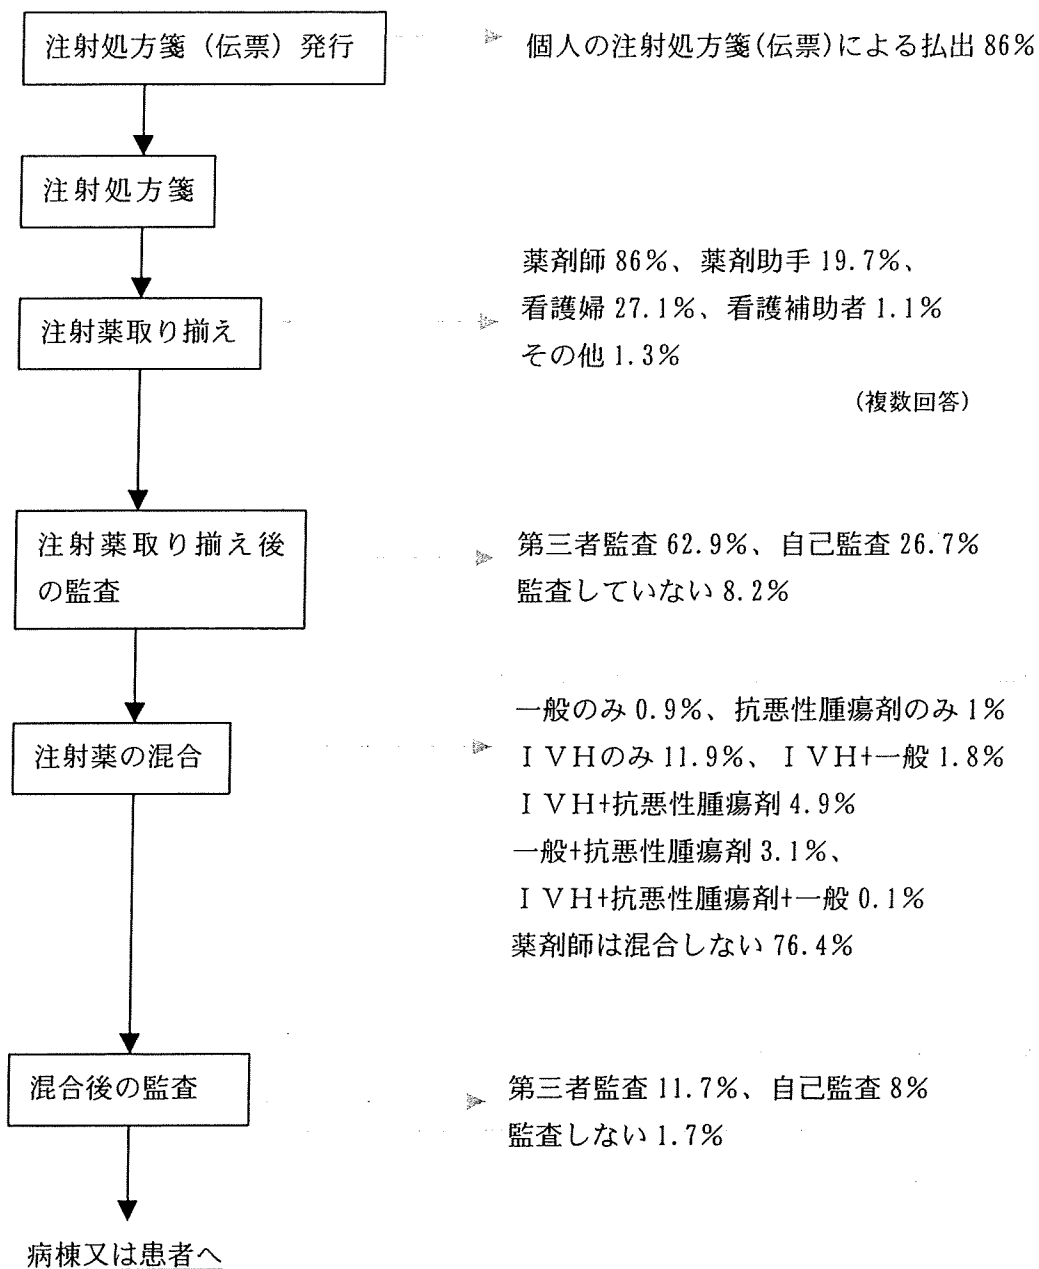 注射処方箋（伝票）発行
個人の注射処方箋(伝票)による払出 86%
注射処方箋
注射薬取り揃え
薬剤師 86%、薬剤助手 19.7%、
看護婦 27.1%、看護補助者 1.1%
その他 1.3%
(複数回答)
注射薬取り揃え後
の監査
第三者監査 62.9%、自己監査 26.7%
監査していない 8.2%
注射薬の混合
一般のみ 0.9%、抗悪性腫瘍剤のみ 1%
ＩＶＨのみ 11.9%、ＩＶＨ+一般 1.8%
ＩＶＨ+抗悪性腫瘍剤 4.9%
一般+抗悪性腫瘍剤 3.1%、
ＩＶＨ+抗悪性腫瘍剤+一般 0.1%
薬剤師は混合しない 76.4%
混合後の監査
第三者監査 11.7%、自己監査 8%
監査しない 1.7%
病棟又は患者へ